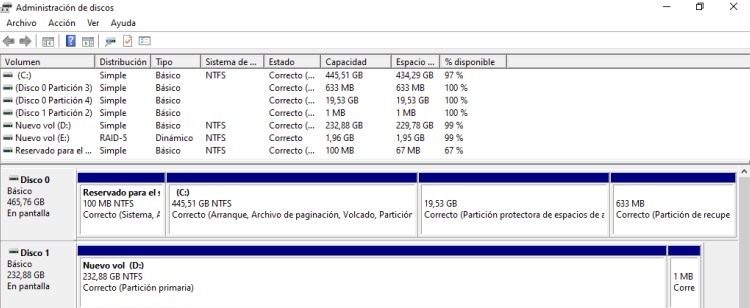 Administración de discos
Archivo Acción Ver Ayuda
Volumen Distribución Tipo Sistema de ... Estado Capacidad Espacio ... % disponible
(C:) Simple Básico NTFS Correcto (... 445,51 GB 434,29 GB 97 %
(Disco 0 Partición 3) Simple Básico Correcto (... 633 MB 633 MB 100 %
(Disco 0 Partición 4) Simple Básico Correcto (... 19,53 GB 19,53 GB 100 %
(Disco 1 Partición 2) Simple Básico Correcto (... 1 MB 1 MB 100 %
Nuevo vol (D:) Simple Básico NTFS Correcto (... 232,88 GB 229,78 GB 99 %
Nuevo vol (E:) RAID-5 Dinámico NTFS Correcto 1,96 GB 1,95 GB 99 %
Reservado para el ... Simple Básico NTFS Correcto (... 100 MB 67 MB 67 %
Disco 0
Básico
465,76 GB
En pantalla
Reservado para el s
100 MB NTFS
Correcto (Sistema, A
(C:)
445,51 GB NTFS
Correcto (Arranque, Archivo de paginación, Volcado, Partición
19,53 GB
Correcto (Partición protectora de espacios de a
633 MB
Correcto (Partición de recupe
Disco 1
Básico
232,88 GB
En pantalla
Nuevo vol (D:)
232,88 GB NTFS
Correcto (Partición primaria)
1 MB
Corre